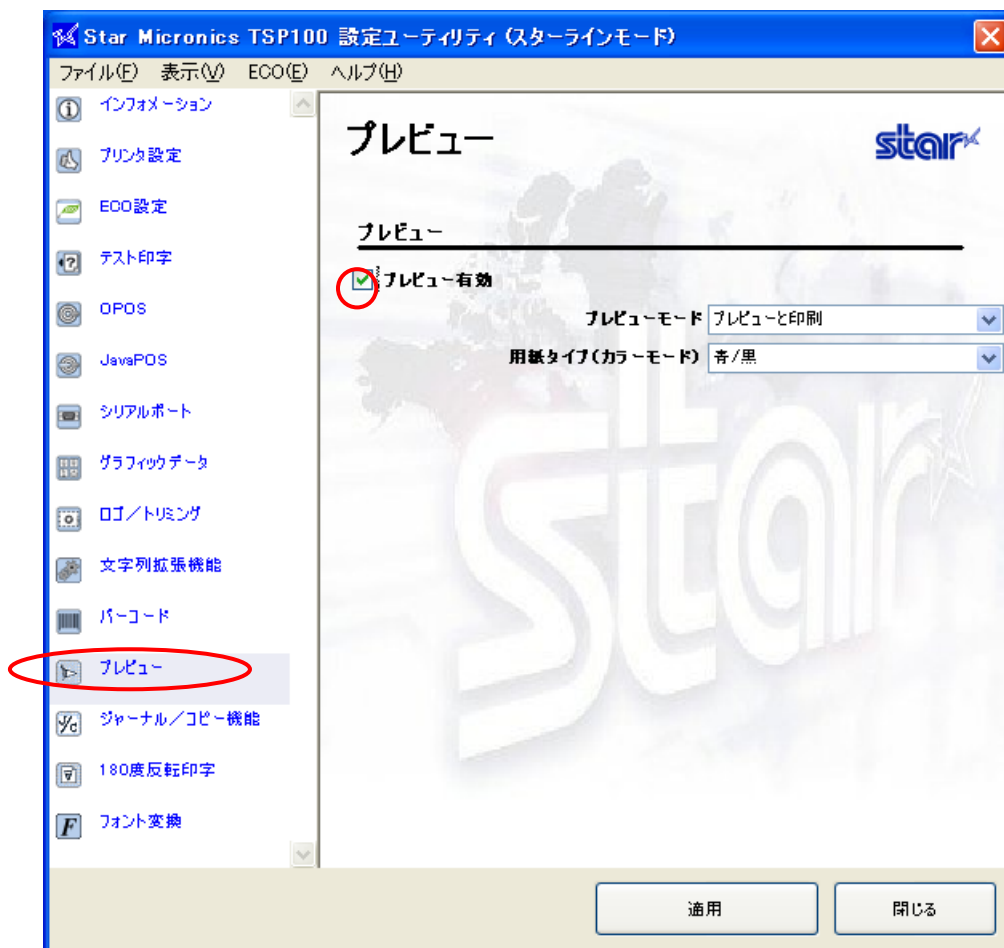 Star Micronics TSP100 設定ユーティリティ (スターラインモード)
ファイル(F) 表示(V) ECO(E) ヘルプ(H)
インフォメーション
プリンタ設定
ECO設定
テスト印字
OPOS
JavaPOS
シリアルポート
グラフィックデータ
ロゴ/トリミング
文字列拡張機能
バーコード
プレビュー
ジャーナル/コピー機能
180度反転印字
フォント変換
プレビュー
star
プレビュー
プレビュー有効
プレビューモード プレビューと印刷
用紙タイプ(カラーモード) 青/黒
star
適用 閉じる